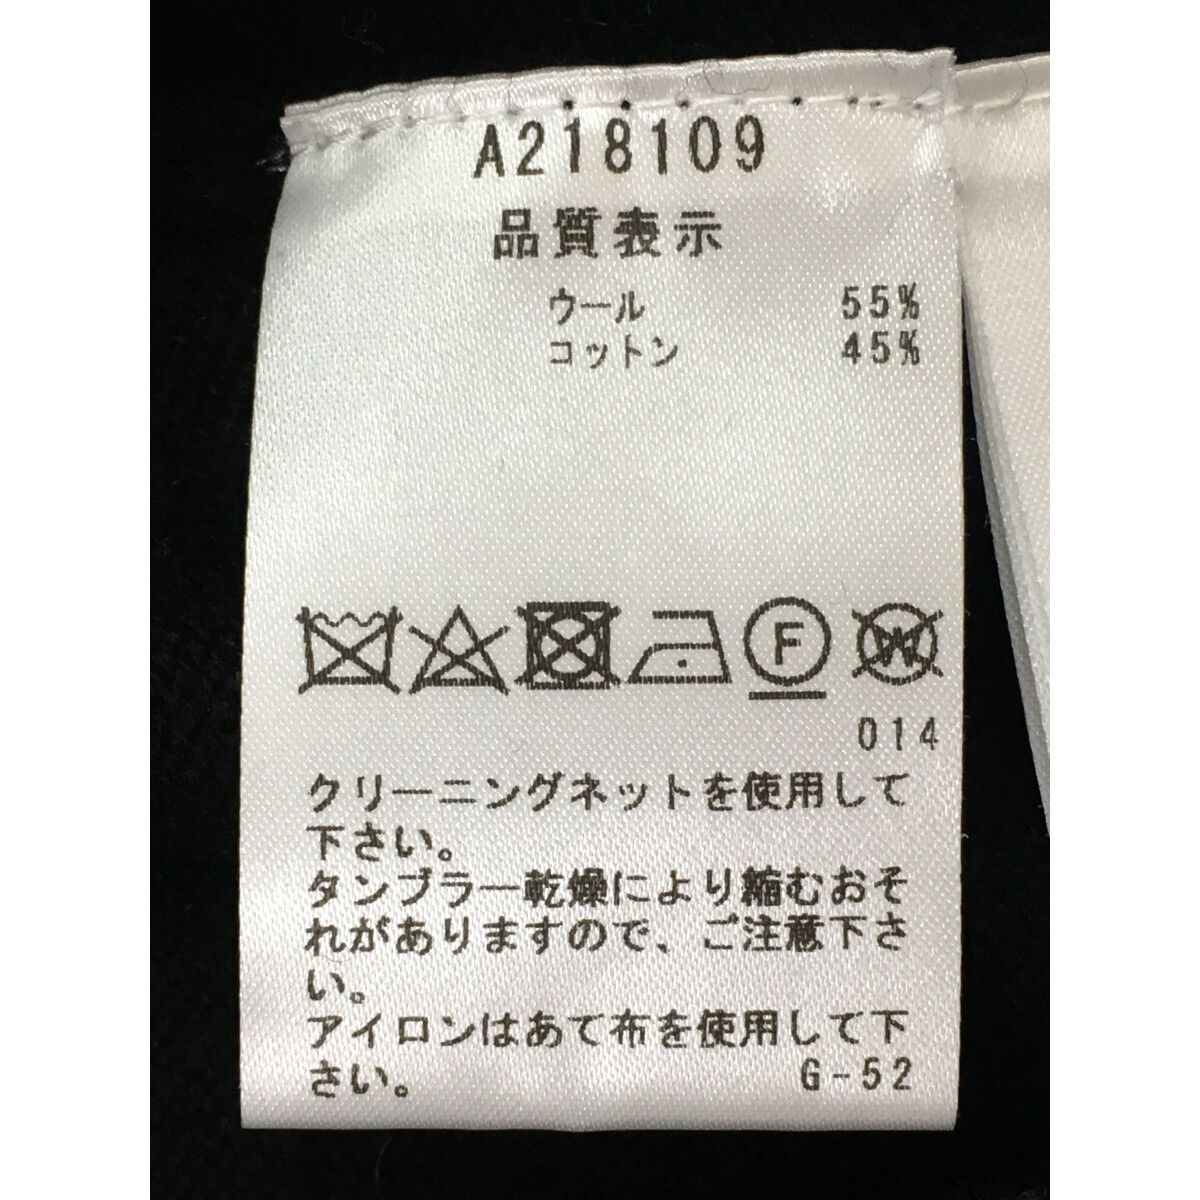 A218109
品質表示
ウール 55%
コットン 45%
F W
014
クリーニングネットを使用して
下さい。
タンブラー乾燥により縮むおそ
れがありますので、ご注意下さ
い。
アイロンはあて布を使用して下
さい。 G-52